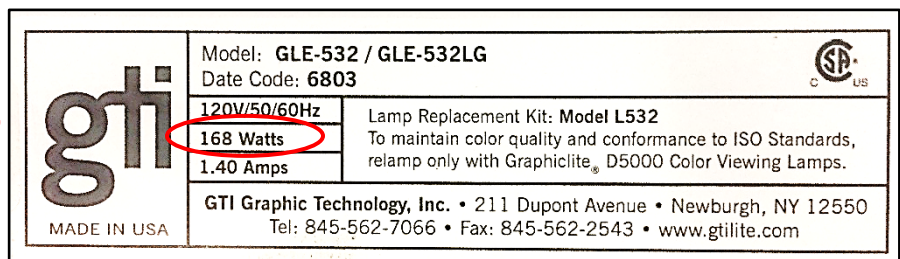 gti
MADE IN USA
Model: GLE-532 / GLE-532LG
Date Code: 6803
SA
C US
120V/50/60Hz
168 Watts
1.40 Amps
Lamp Replacement Kit: Model L532
To maintain color quality and conformance to ISO Standards,
relamp only with Graphiclite® D5000 Color Viewing Lamps.
GTI Graphic Technology, Inc. • 211 Dupont Avenue • Newburgh, NY 12550
Tel: 845-562-7066 • Fax: 845-562-2543 • www.gtilite.com